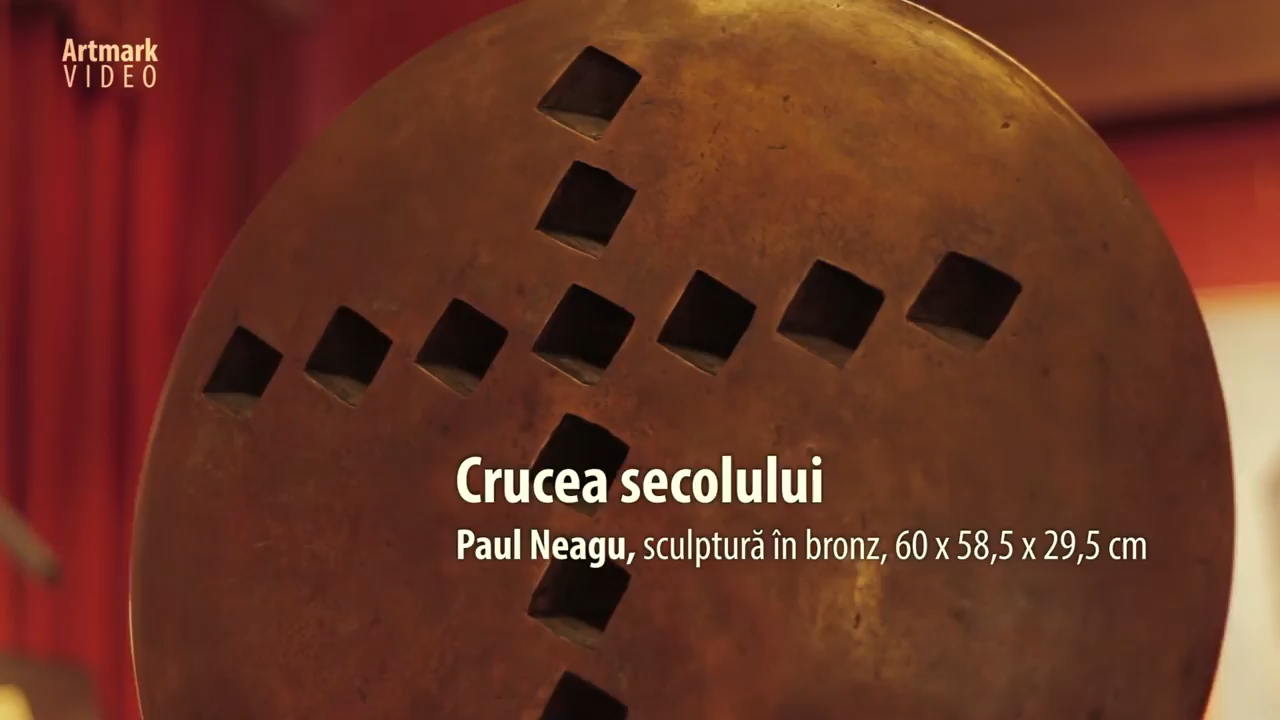 Artmark
VIDEO
Crucea secolului
Paul Neagu, sculptură în bronz, 60 x 58,5 x 29,5 cm